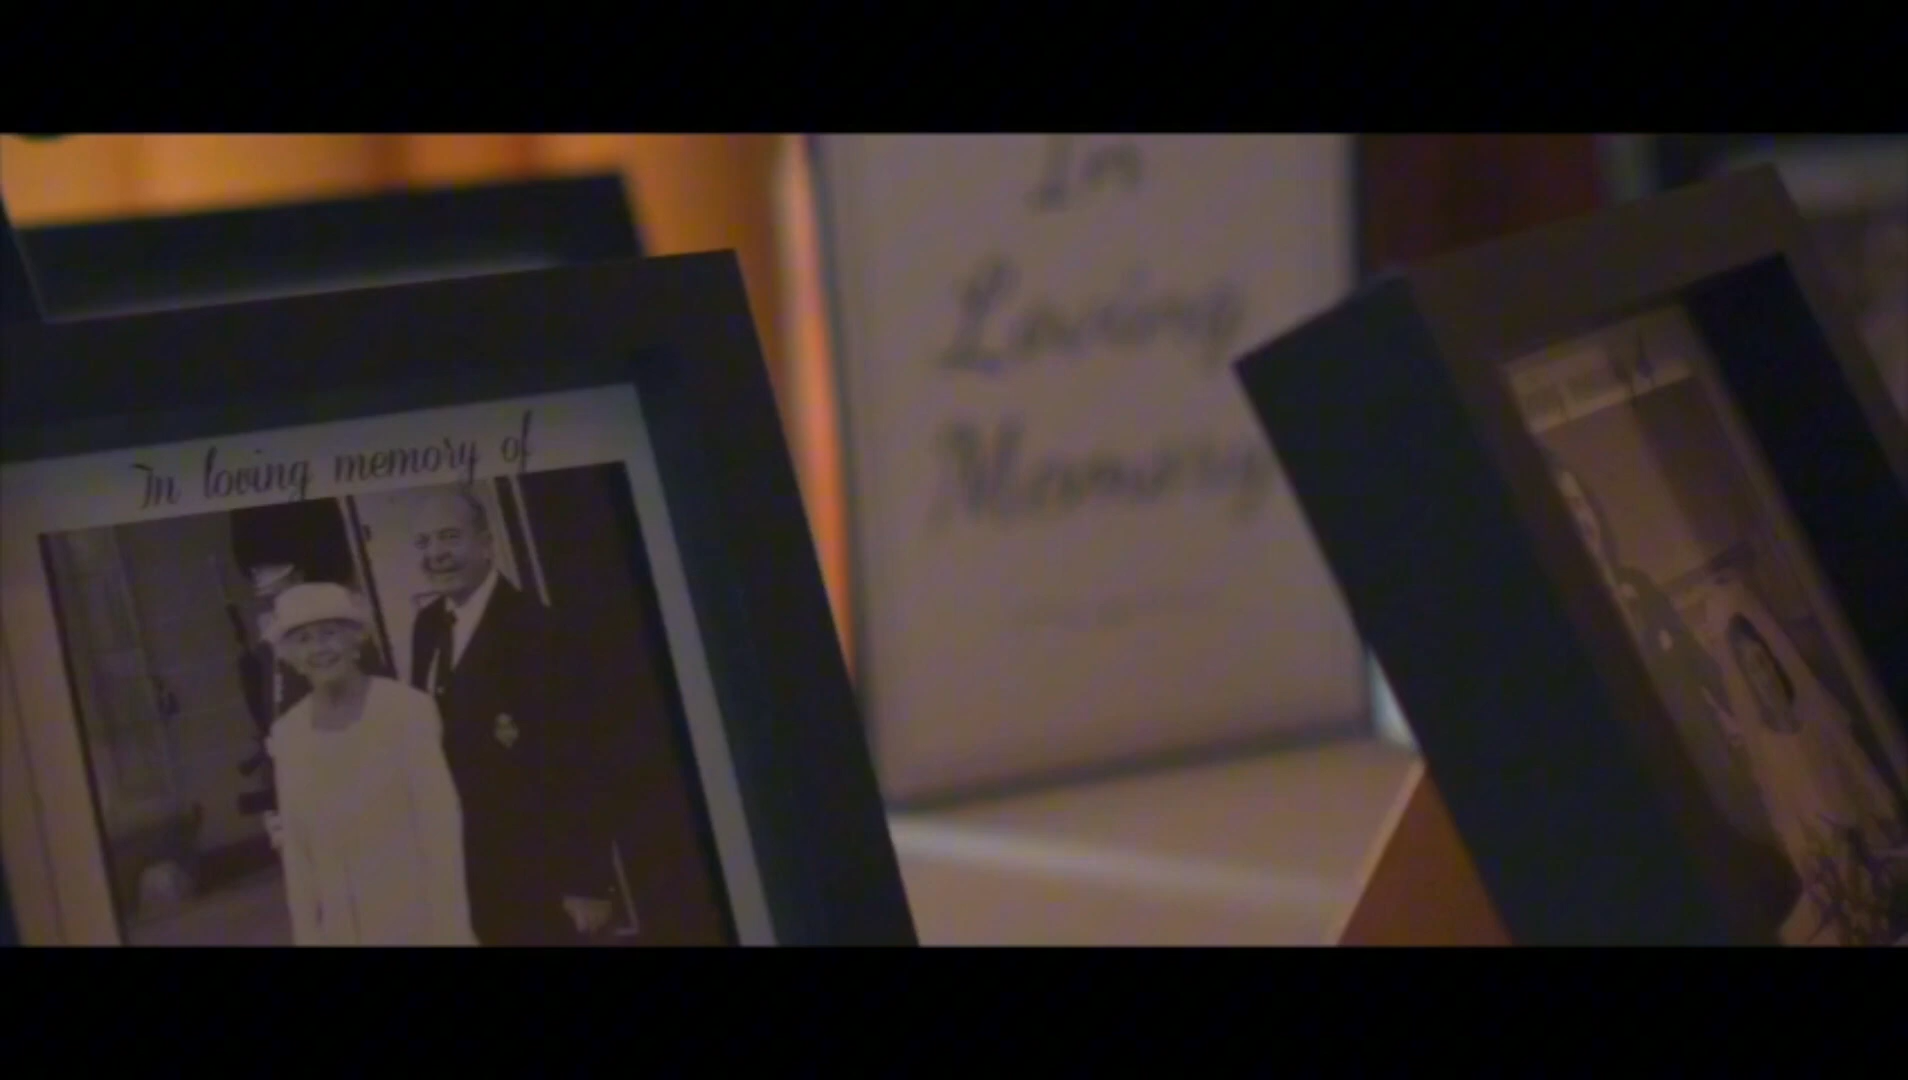 In loving memory of
In
Loving
Memory